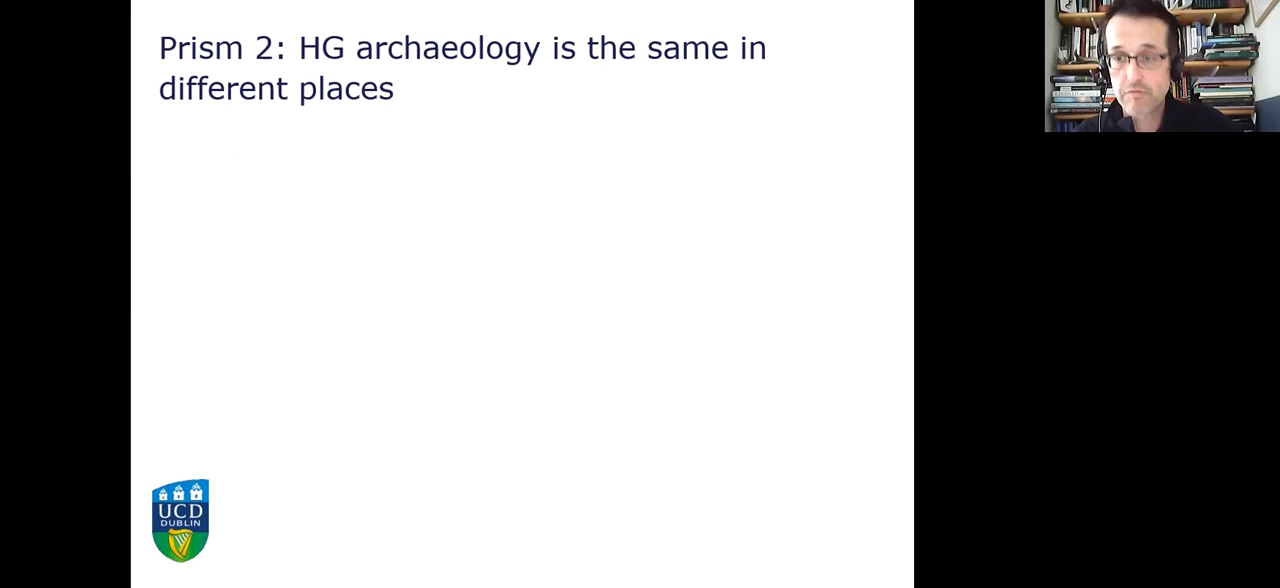 Prism 2: HG archaeology is the same in
different places
UCD
DUBLIN